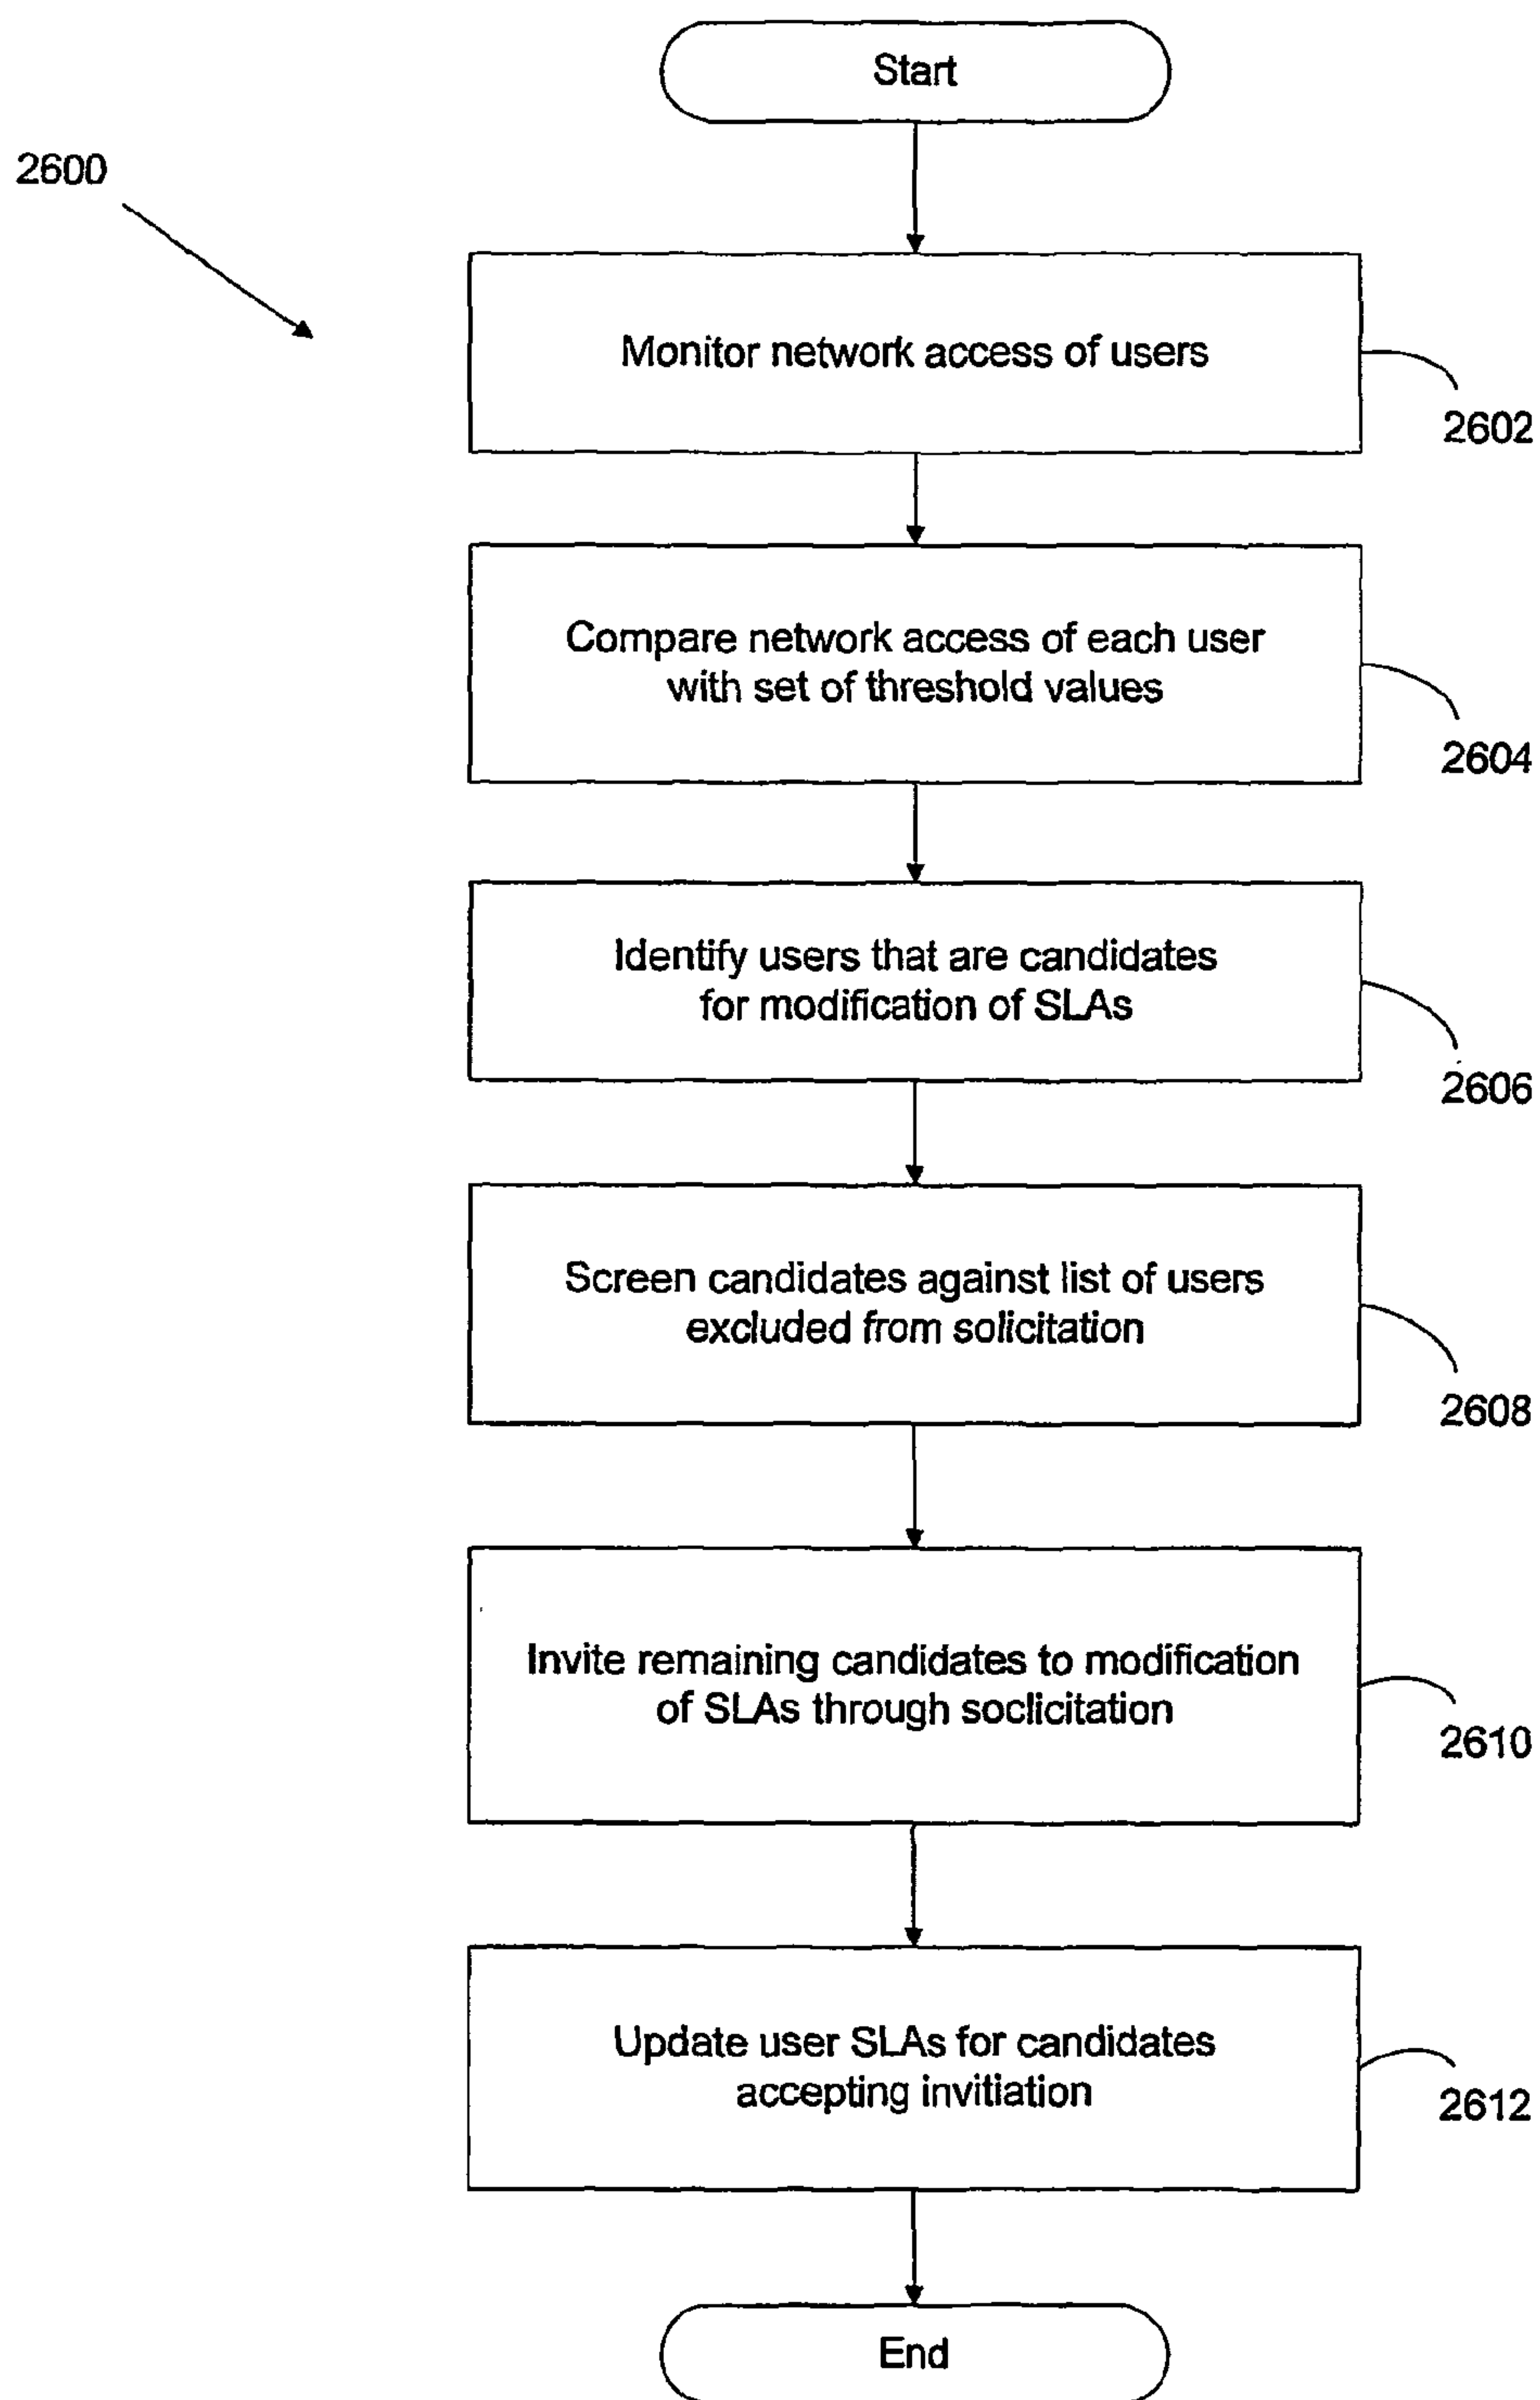 Start
2600
Monitor network access of users
2602
Compare network access of each user
with set of threshold values
2604
Identify users that are candidates
for modification of SLAs
2606
Screen candidates against list of users
excluded from solicitation
2608
Invite remaining candidates to modification
of SLAs through soclicitation
2610
Update user SLAs for candidates
accepting invitiation
2612
End